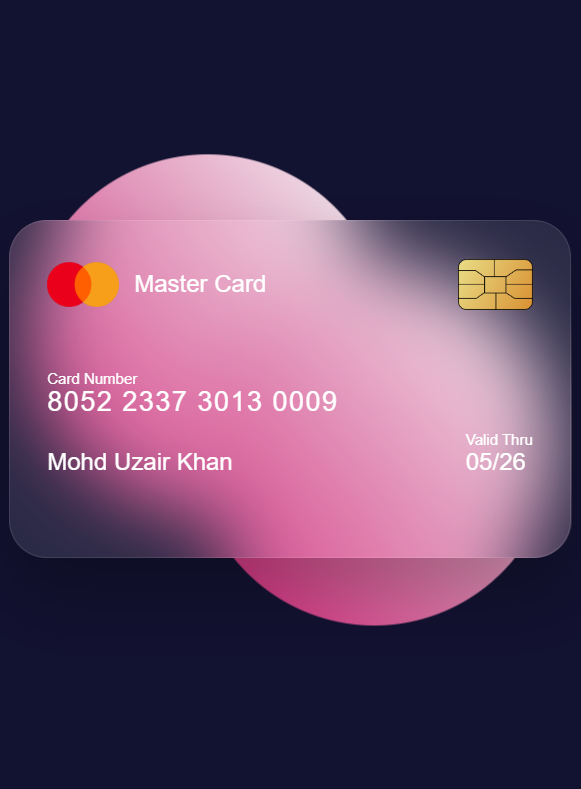 Master Card
Card Number
8052 2337 3013 0009
Mohd Uzair Khan
Valid Thru
05/26